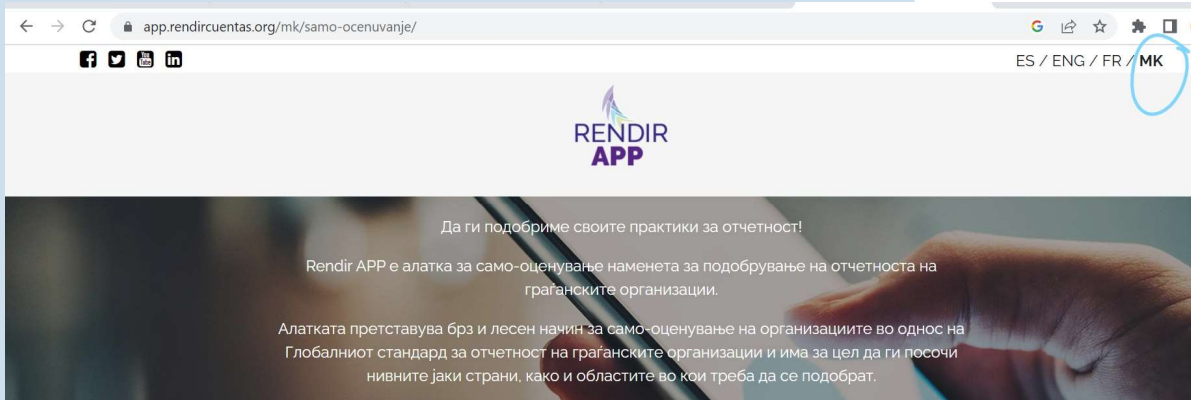 app.rendircuentas.org/mk/samo-ocenuvanje/
ES / ENG / FR / MK
RENDIR
APP
Да ги подобриме своите практики за отчетност!
Rendir APP е алатка за само-оценување наменета за подобрување на отчетноста на
граѓанските организации.
Алатката претставува брз и лесен начин за само-оценување на организациите во однос на
Глобалниот стандард за отчетност на граѓанските организации и има за цел да ги посочи
нивните јаки страни, како и областите во кои треба да се подобрат.